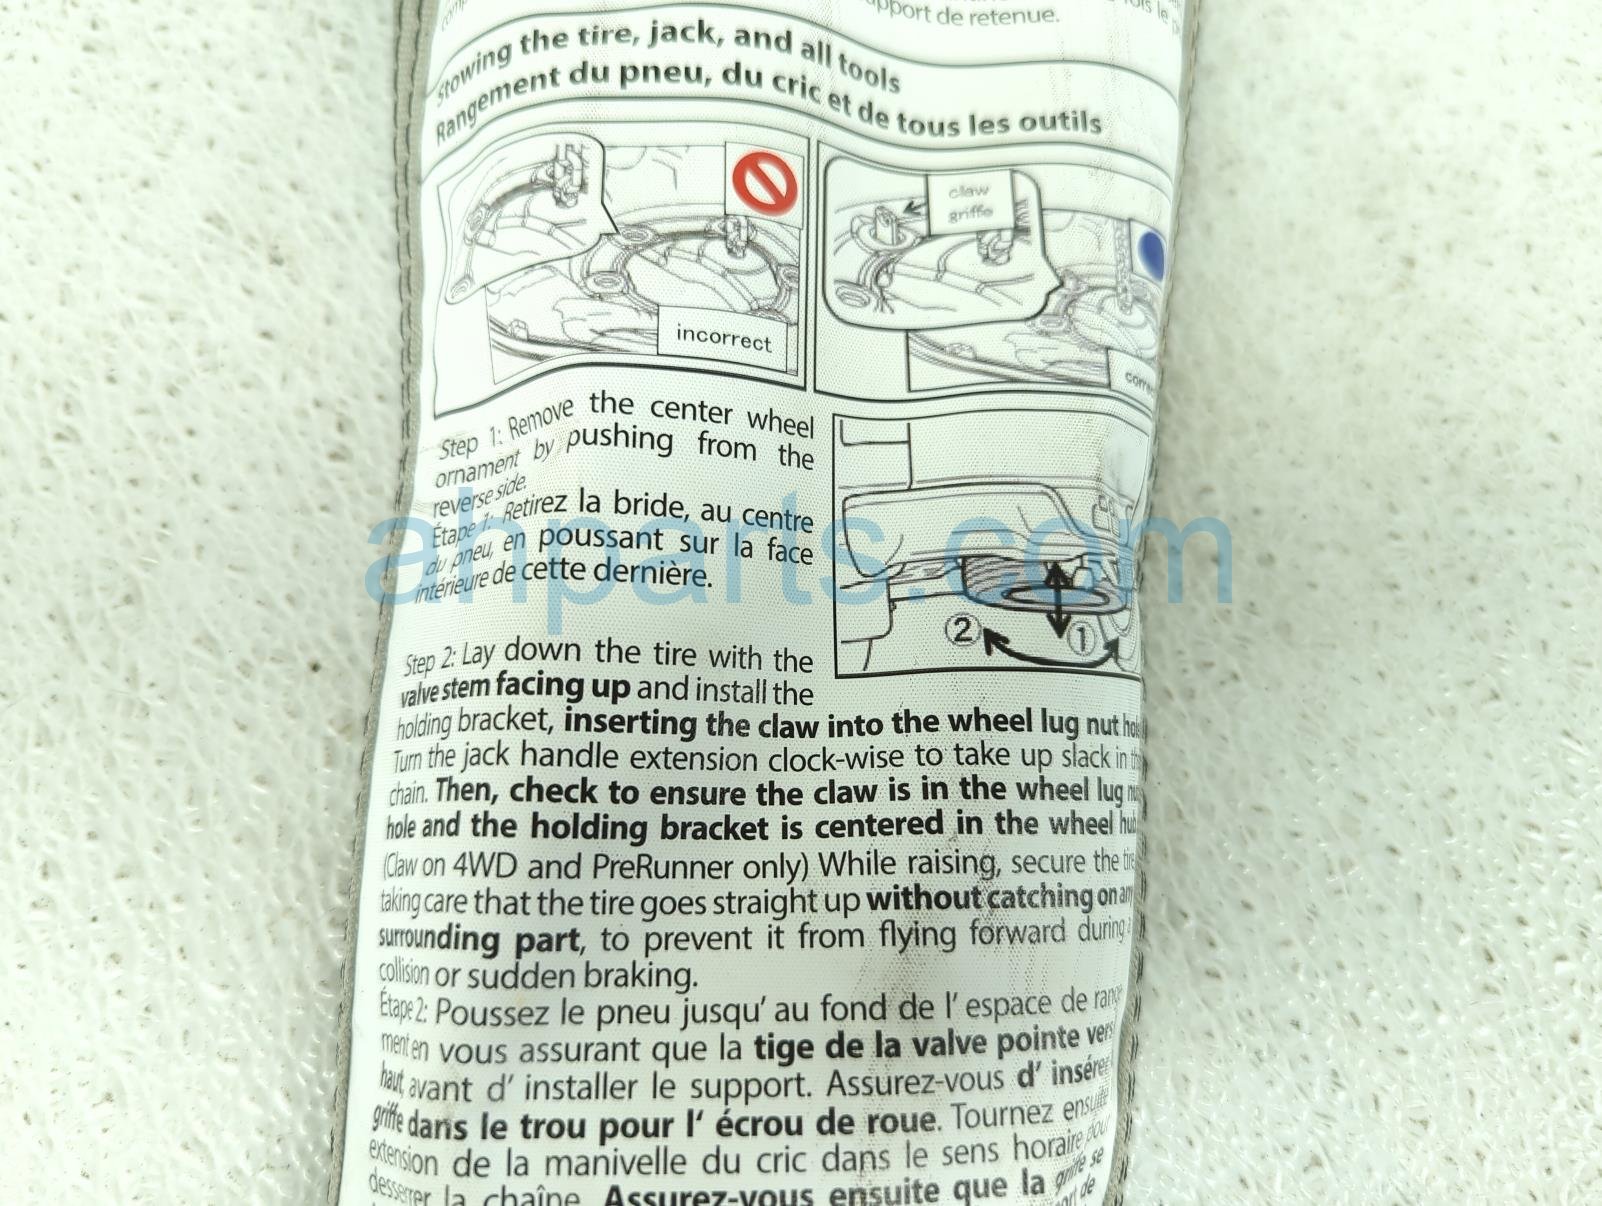 pport de retenue.
Stowing the tire, jack, and all tools
Rangement du pneu, du cric et de tous les outils
claw
griffe
incorrect
Step 1: Remove the center wheel
ornament by pushing from the
reverse side.
Étape 1: Retirez la bride, au centre
du pneu, en poussant sur la face
intérieure de cette dernière.
② ①
Step 2: Lay down the tire with the
valve stem facing up and install the
holding bracket, inserting the claw into the wheel lug nut
Turn the jack handle extension clock-wise to take up slack in
chain. Then, check to ensure the claw is in the wheel lug
hole and the holding bracket is centered in the wheel
(Claw on 4WD and PreRunner only) While raising, secure the
taking care that the tire goes straight up without catching on
surrounding part, to prevent it from flying forward during
collision or sudden braking.
Étape 2: Poussez le pneu jusqu' au fond de l' espace de range
ment en vous assurant que la tige de la valve pointe vers
haut, avant d' installer le support. Assurez-vous d' insérer
griffe dans le trou pour l' écrou de roue. Tournez ensuite
extension de la manivelle du cric dans le sens horaire pour
desserrer la chaîne. Assurez-vous ensuite que la griffe se
ahparts.com